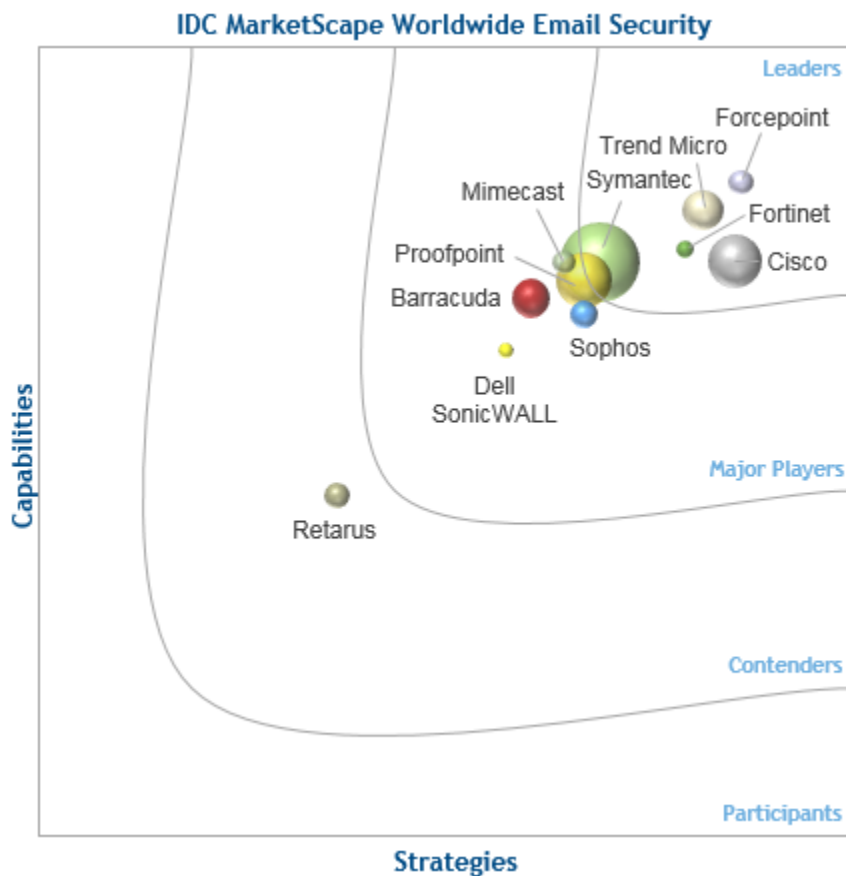 IDC MarketScape Worldwide Email Security
Leaders
Forcepoint
Trend Micro
Symantec
Mimecast
Fortinet
Proofpoint
Cisco
Barracuda
Sophos
Dell
SonicWALL
Capabilities
Major Players
Retarus
Contenders
Participants
Strategies